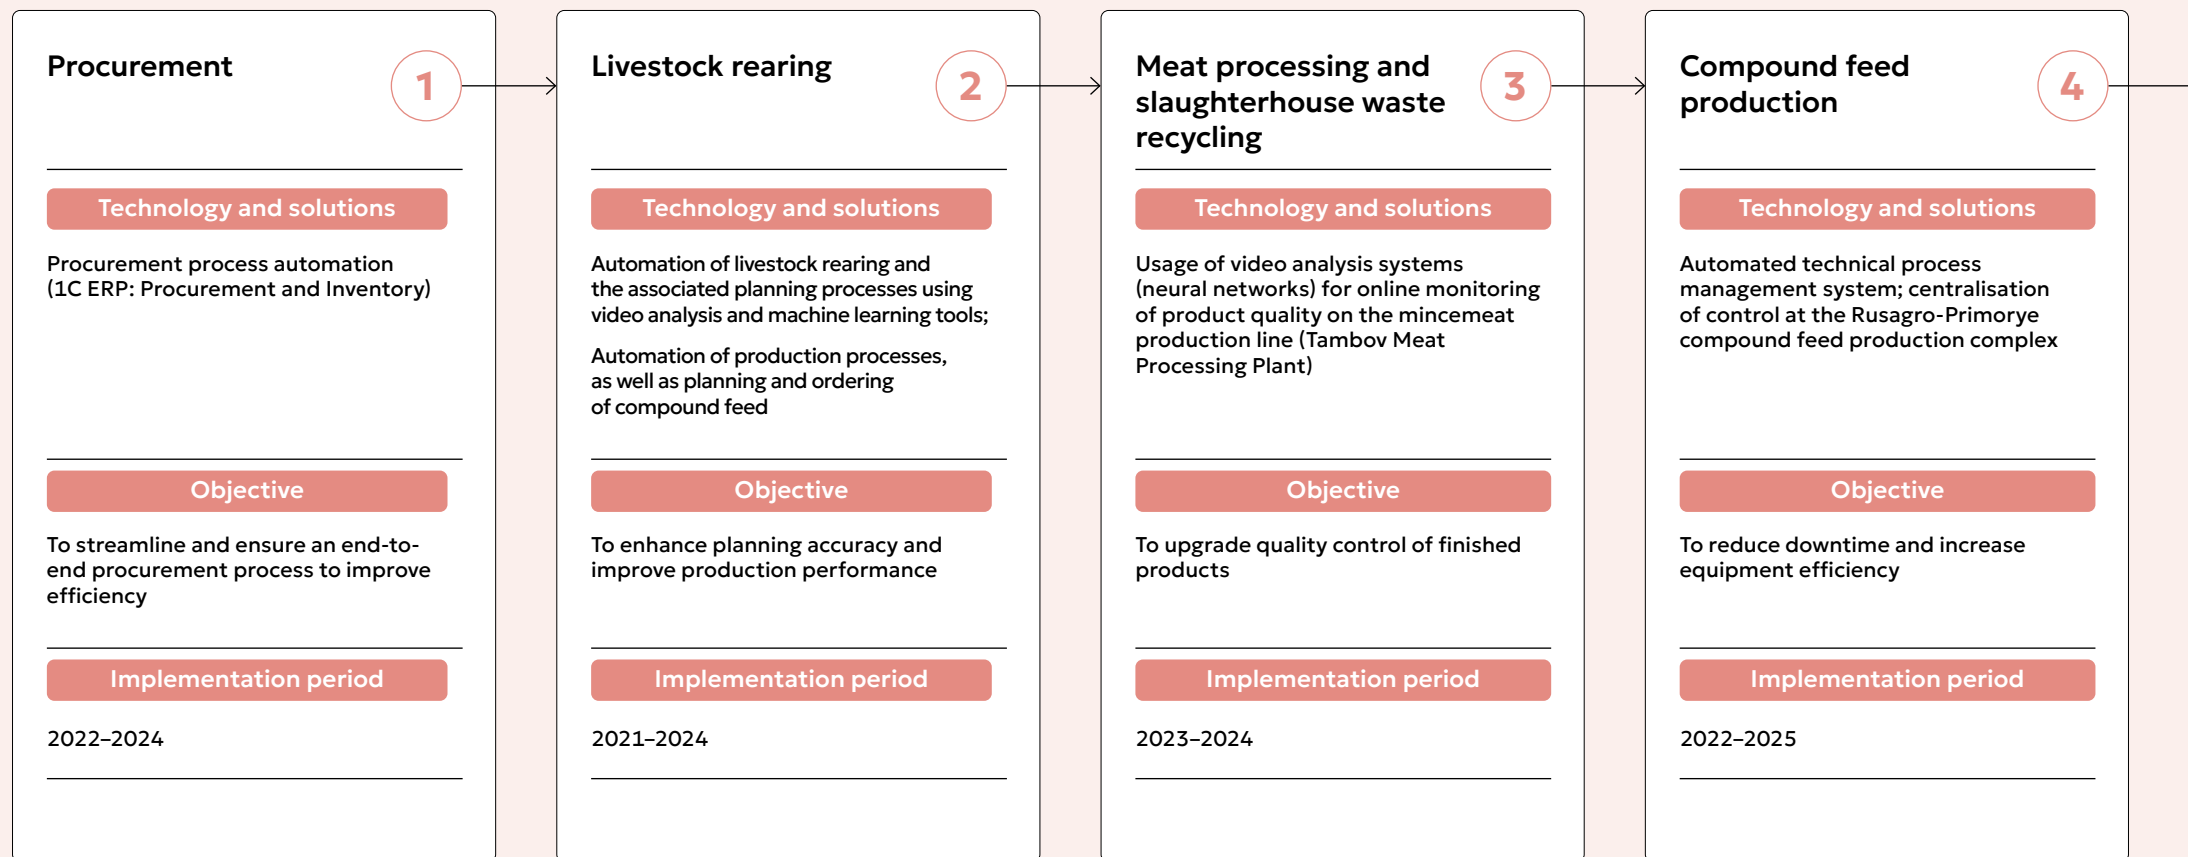 Procurement
1
Technology and solutions
Procurement process automation
(1C ERP: Procurement and Inventory)
Objective
To streamline and ensure an end-to-
end procurement process to improve
efficiency
Implementation period
2022–2024
Livestock rearing
2
Technology and solutions
Automation of livestock rearing and
the associated planning processes using
video analysis and machine learning tools;
Automation of production processes,
as well as planning and ordering
of compound feed
Objective
To enhance planning accuracy and
improve production performance
Implementation period
2021–2024
Meat processing and
slaughterhouse waste
recycling
3
Technology and solutions
Usage of video analysis systems
(neural networks) for online monitoring
of product quality on the mincemeat
production line (Tambov Meat
Processing Plant)
Objective
To upgrade quality control of finished
products
Implementation period
2023–2024
Compound feed
production
4
Technology and solutions
Automated technical process
management system; centralisation
of control at the Rusagro-Primorye
compound feed production complex
Objective
To reduce downtime and increase
equipment efficiency
Implementation period
2022–2025